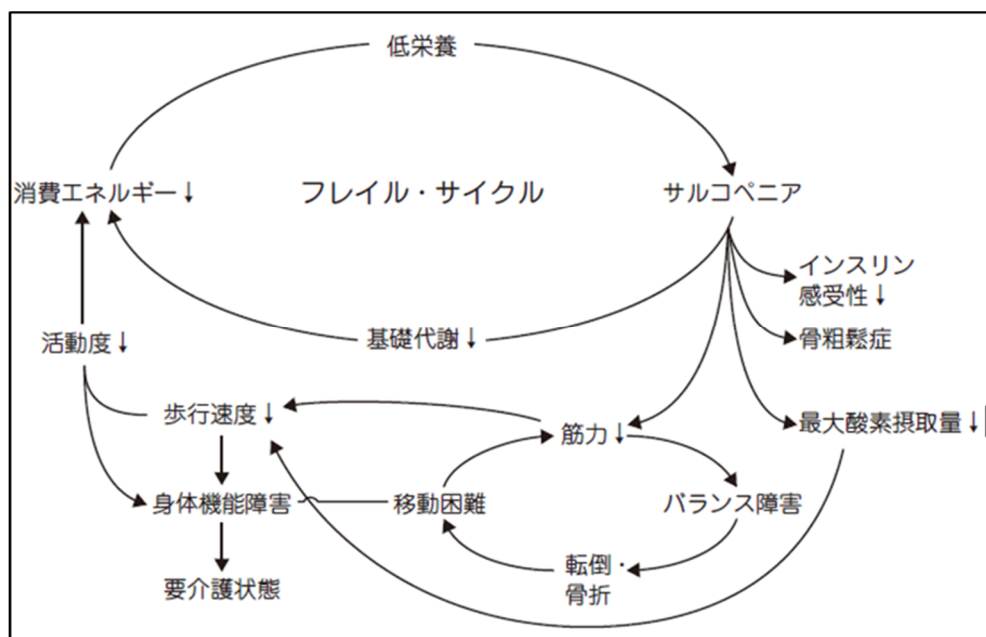 低栄養
消費エネルギー↓
フレイル・サイクル
サルコペニア
インスリン
感受性↓
活動度↓
基礎代謝↓
骨粗鬆症
歩行速度↓
筋力↓
最大酸素摂取量↓
身体機能障害
移動困難
バランス障害
転倒・
骨折
要介護状態